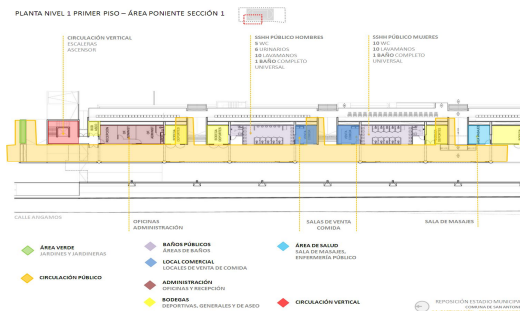 PLANTA NIVEL 1 PRIMER PISO – ÁREA PONIENTE SECCIÓN 1
CIRCULACIÓN VERTICAL
ESCALERAS
ASCENSOR
SSHH PÚBLICO HOMBRES
5 WC
6 URINARIOS
10 LAVAMANOS
1 BAÑO COMPLETO
UNIVERSAL
SSHH PÚBLICO MUJERES
10 WC
10 LAVAMANOS
1 BAÑO COMPLETO
UNIVERSAL
CALLE ANGAMOS
OFICINAS
ADMINISTRACIÓN
SALAS DE VENTA
COMIDA
SALA DE MASAJES
ÁREA VERDE
JARDINES Y JARDINERAS
CIRCULACIÓN PÚBLICO
BAÑOS PÚBLICOS
ÁREAS DE BAÑOS
LOCAL COMERCIAL
LOCALES DE VENTA DE COMIDA
ADMINISTRACIÓN
OFICINAS Y RECEPCIÓN
BODEGAS
DEPORTIVAS, GENERALES Y DE ASEO
ÁREA DE SALUD
SALA DE MASAJES,
ENFERMERÍA PÚBLICO
CIRCULACIÓN VERTICAL
REPOSICIÓN ESTADIO MUNICIPA
COMUNA DE SAN ANTONI